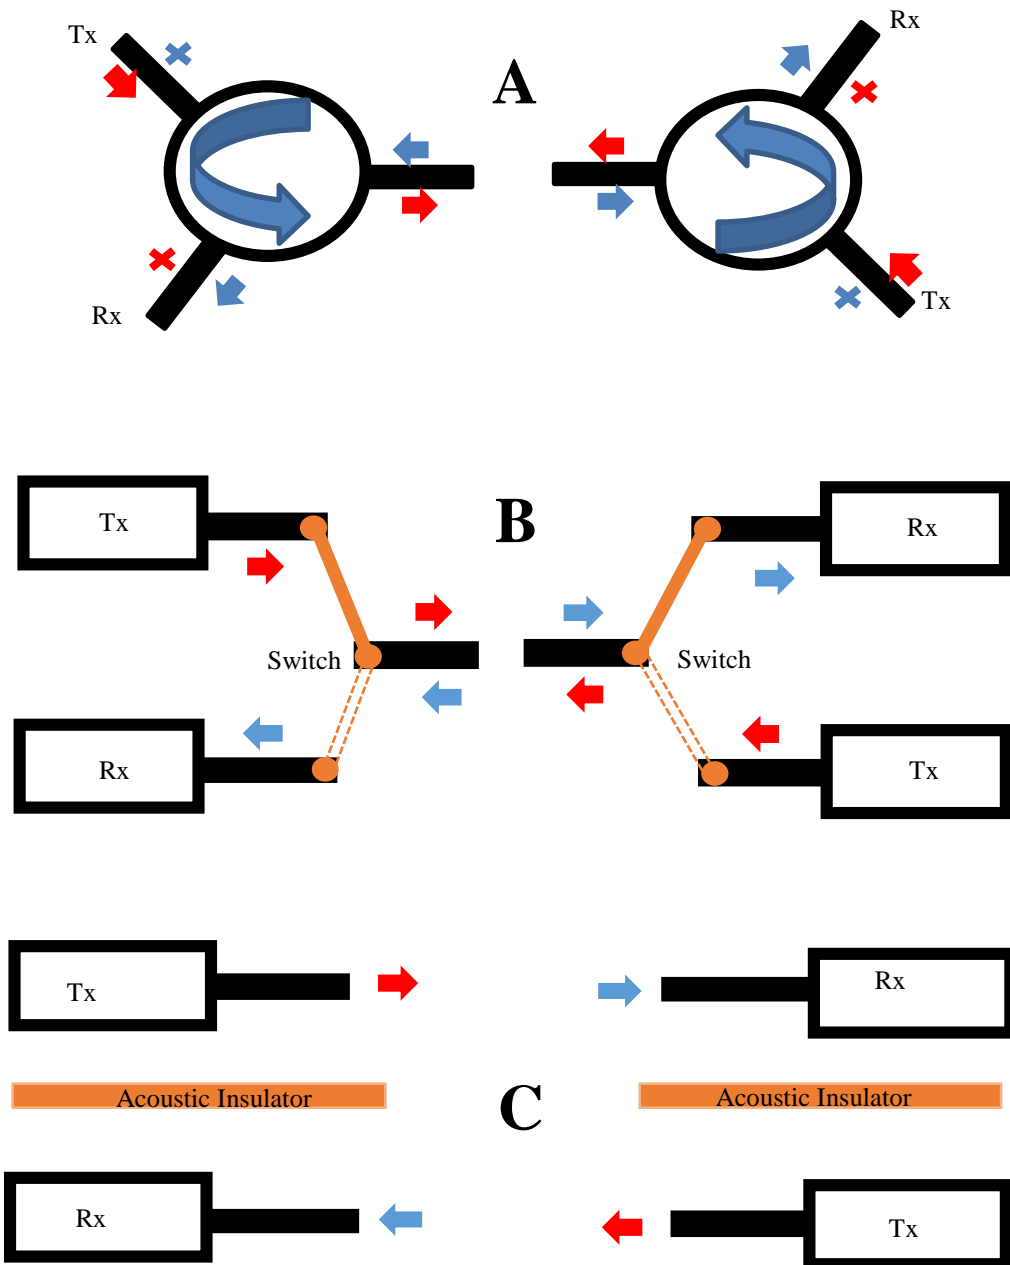 Tx
Rx
A
Rx
Tx
B
Tx
Rx
Switch
Switch
Rx
Tx
Tx
Rx
Acoustic Insulator
C
Acoustic Insulator
Rx
Tx